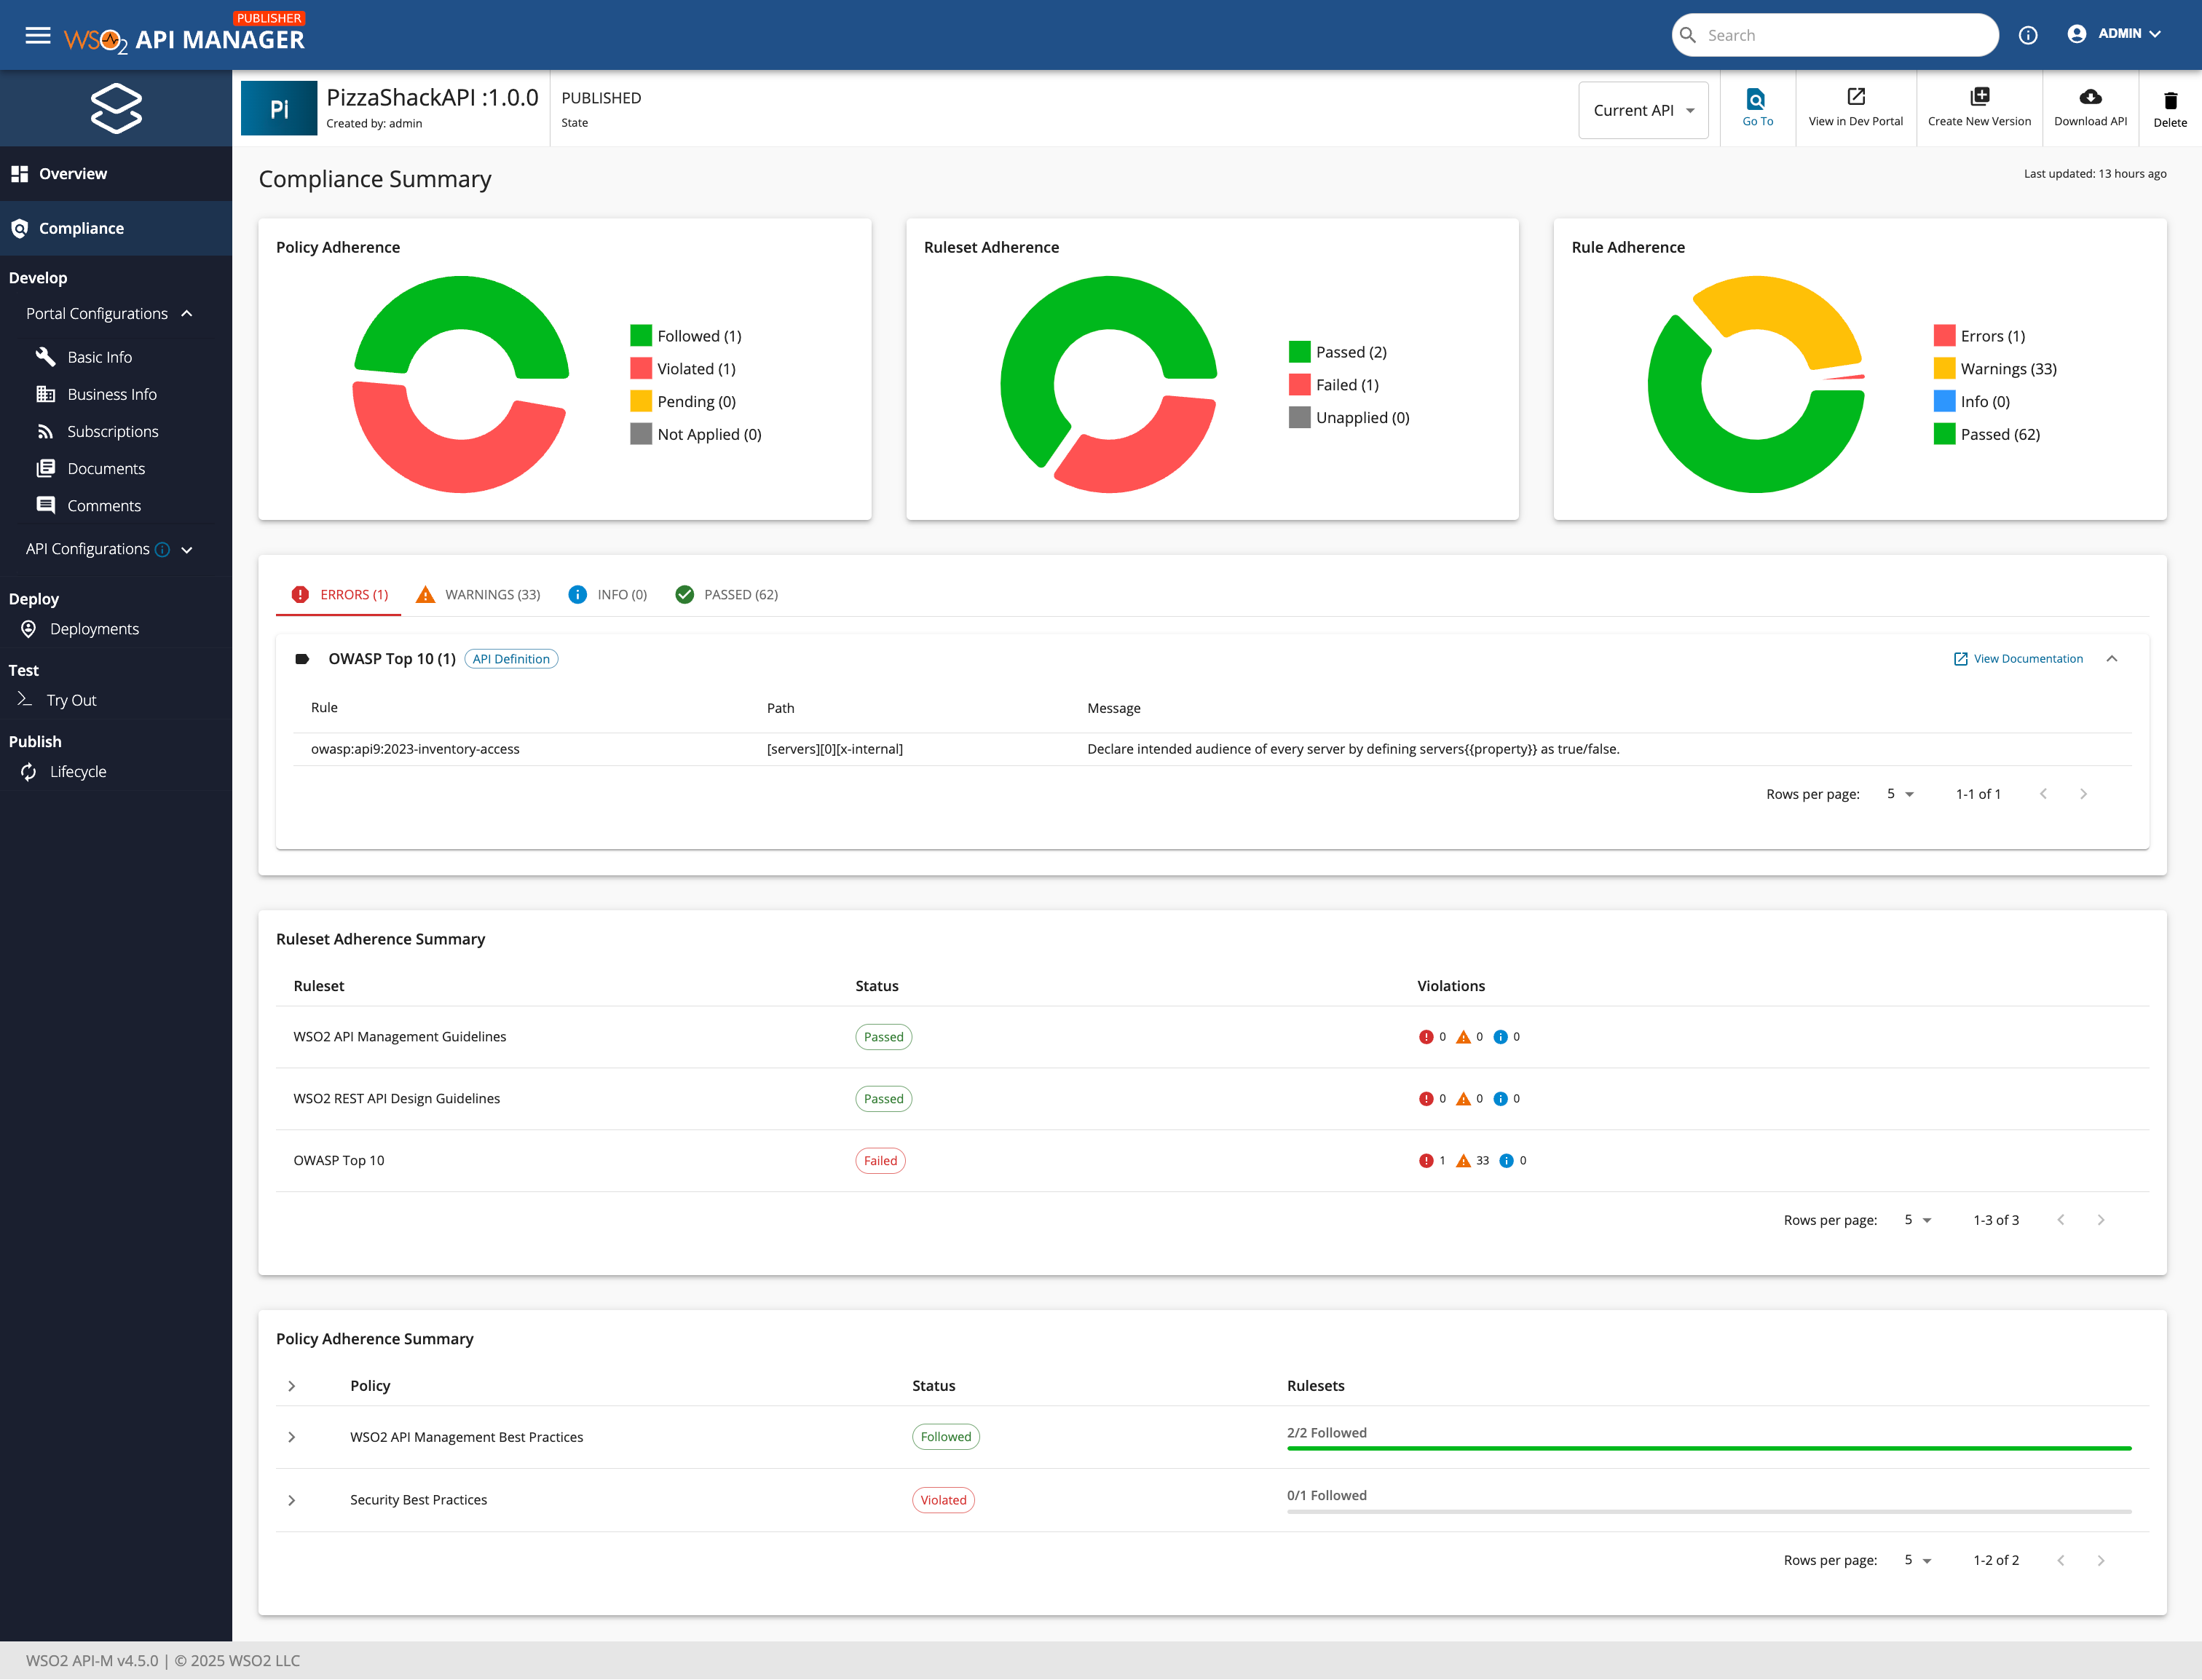 PUBLISHER
WSO2 API MANAGER
Search
ADMIN
Pi
PizzaShackAPI :1.0.0
Created by: admin
PUBLISHED
State
Current API
Go To
View in Dev Portal
Create New Version
Download API
Delete
Overview
Compliance
Develop
Portal Configurations
Basic Info
Business Info
Subscriptions
Documents
Comments
API Configurations
Deploy
Deployments
Test
Try Out
Publish
Lifecycle
Compliance Summary
Last updated: 13 hours ago
Policy Adherence
Followed (1)
Violated (1)
Pending (0)
Not Applied (0)
Ruleset Adherence
Passed (2)
Failed (1)
Unapplied (0)
Rule Adherence
Errors (1)
Warnings (33)
Info (0)
Passed (62)
ERRORS (1) WARNINGS (33) INFO (0) PASSED (62)
OWASP Top 10 (1) API Definition View Documentation
Rule Path Message
owasp:api9:2023-inventory-access [servers][0][x-internal] Declare intended audience of every server by defining servers{{property}} as true/false.
Rows per page: 5 1-1 of 1
Ruleset Adherence Summary
Ruleset Status Violations
WSO2 API Management Guidelines Passed 0 0 0
WSO2 REST API Design Guidelines Passed 0 0 0
OWASP Top 10 Failed 1 33 0
Rows per page: 5 1-3 of 3
Policy Adherence Summary
Policy Status Rulesets
WSO2 API Management Best Practices Followed 2/2 Followed
Security Best Practices Violated 0/1 Followed
Rows per page: 5 1-2 of 2
WSO2 API-M v4.5.0 | © 2025 WSO2 LLC